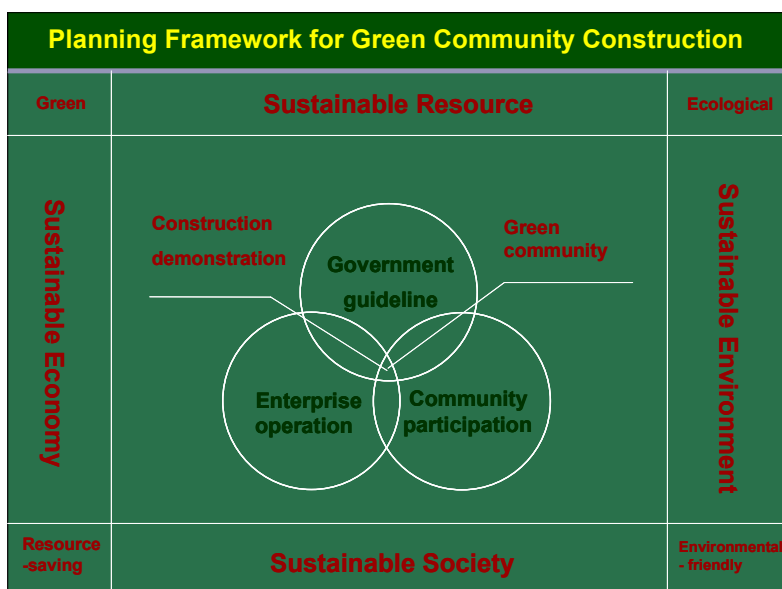 Planning Framework for Green Community Construction
Green
Sustainable Resource
Ecological
Sustainable Economy
Construction
demonstration
Green
community
Government
guideline
Enterprise
operation
Community
participation
Sustainable Environment
Resource
-saving
Sustainable Society
Environmental
- friendly